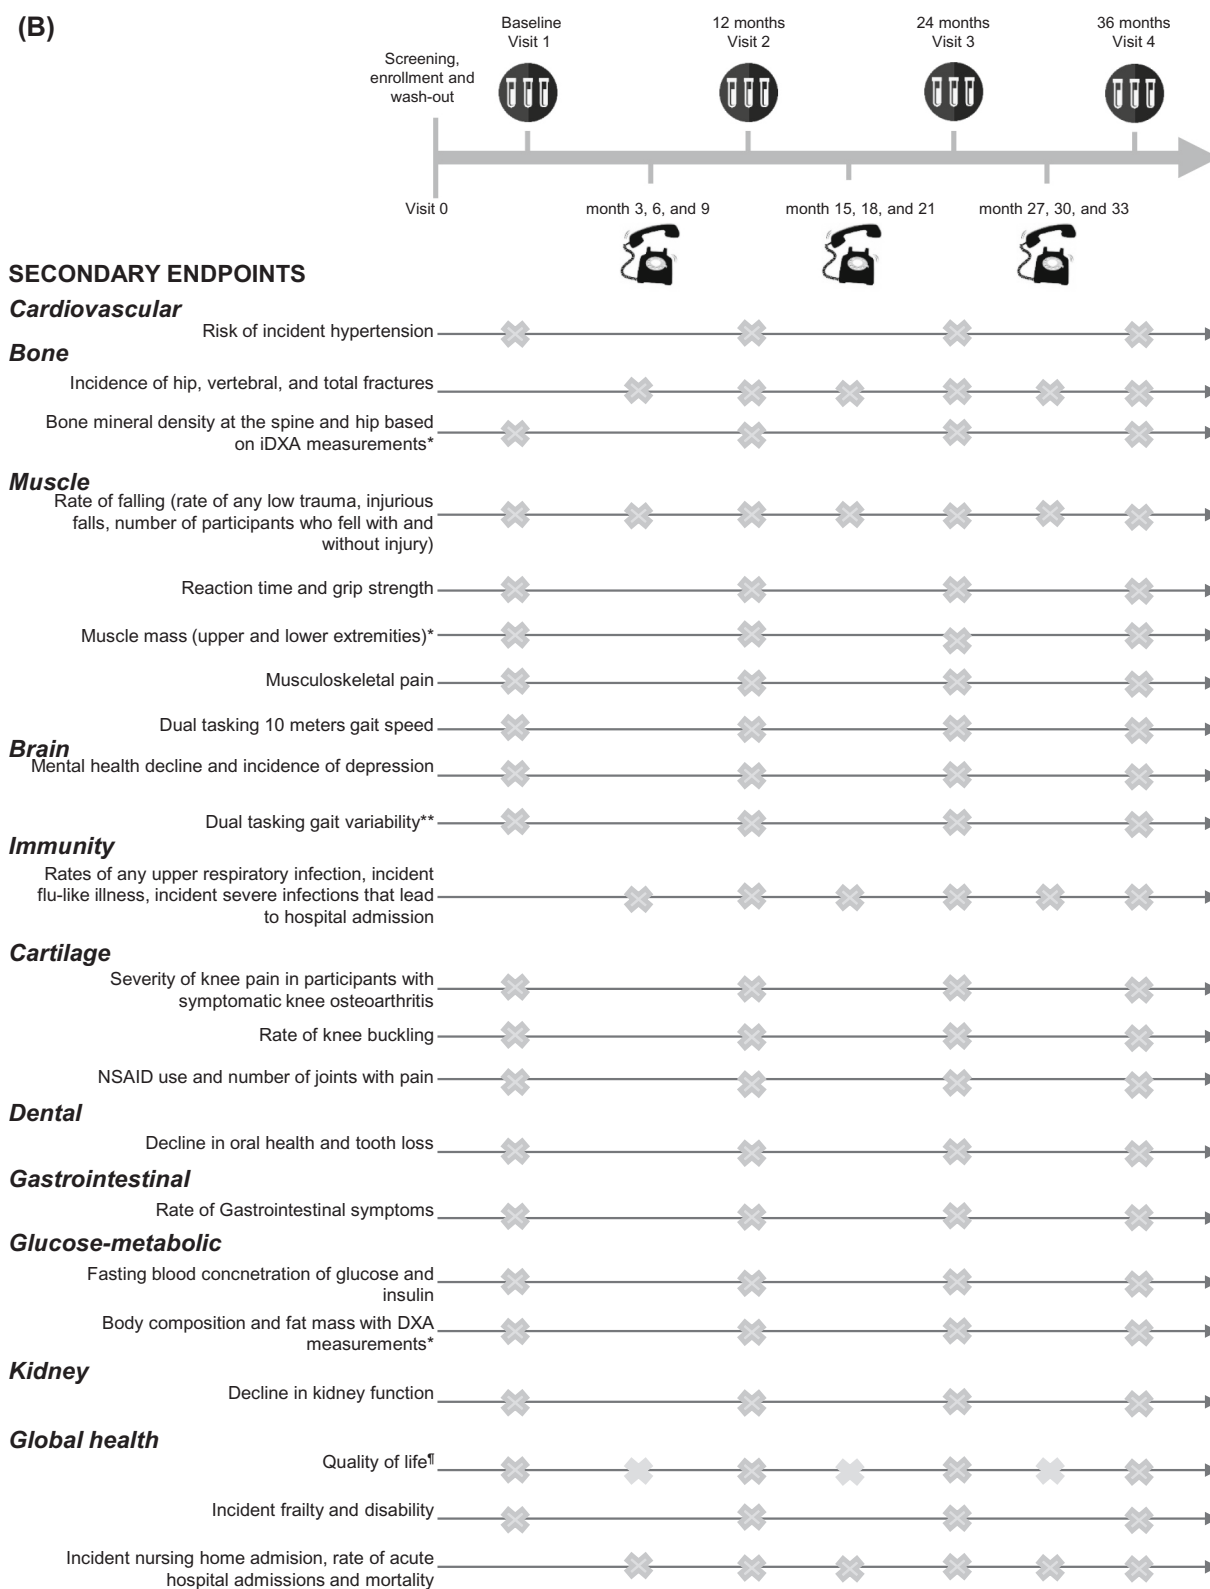 (B)
Baseline
Visit 1
12 months
Visit 2
24 months
Visit 3
36 months
Visit 4
Screening,
enrollment and
wash-out
Visit 0
month 3, 6, and 9
month 15, 18, and 21
month 27, 30, and 33
SECONDARY ENDPOINTS
Cardiovascular
Risk of incident hypertension
Bone
Incidence of hip, vertebral, and total fractures
Bone mineral density at the spine and hip based
on iDXA measurements*
Muscle
Rate of falling (rate of any low trauma, injurious
falls, number of participants who fell with and
without injury)
Reaction time and grip strength
Muscle mass (upper and lower extremities)*
Musculoskeletal pain
Dual tasking 10 meters gait speed
Brain
Mental health decline and incidence of depression
Dual tasking gait variability**
Immunity
Rates of any upper respiratory infection, incident
flu-like illness, incident severe infections that lead
to hospital admission
Cartilage
Severity of knee pain in participants with
symptomatic knee osteoarthritis
Rate of knee buckling
NSAID use and number of joints with pain
Dental
Decline in oral health and tooth loss
Gastrointestinal
Rate of Gastrointestinal symptoms
Glucose-metabolic
Fasting blood concnetration of glucose and
insulin
Body composition and fat mass with DXA
measurements*
Kidney
Decline in kidney function
Global health
Quality of life¶
Incident frailty and disability
Incident nursing home admision, rate of acute
hospital admissions and mortality